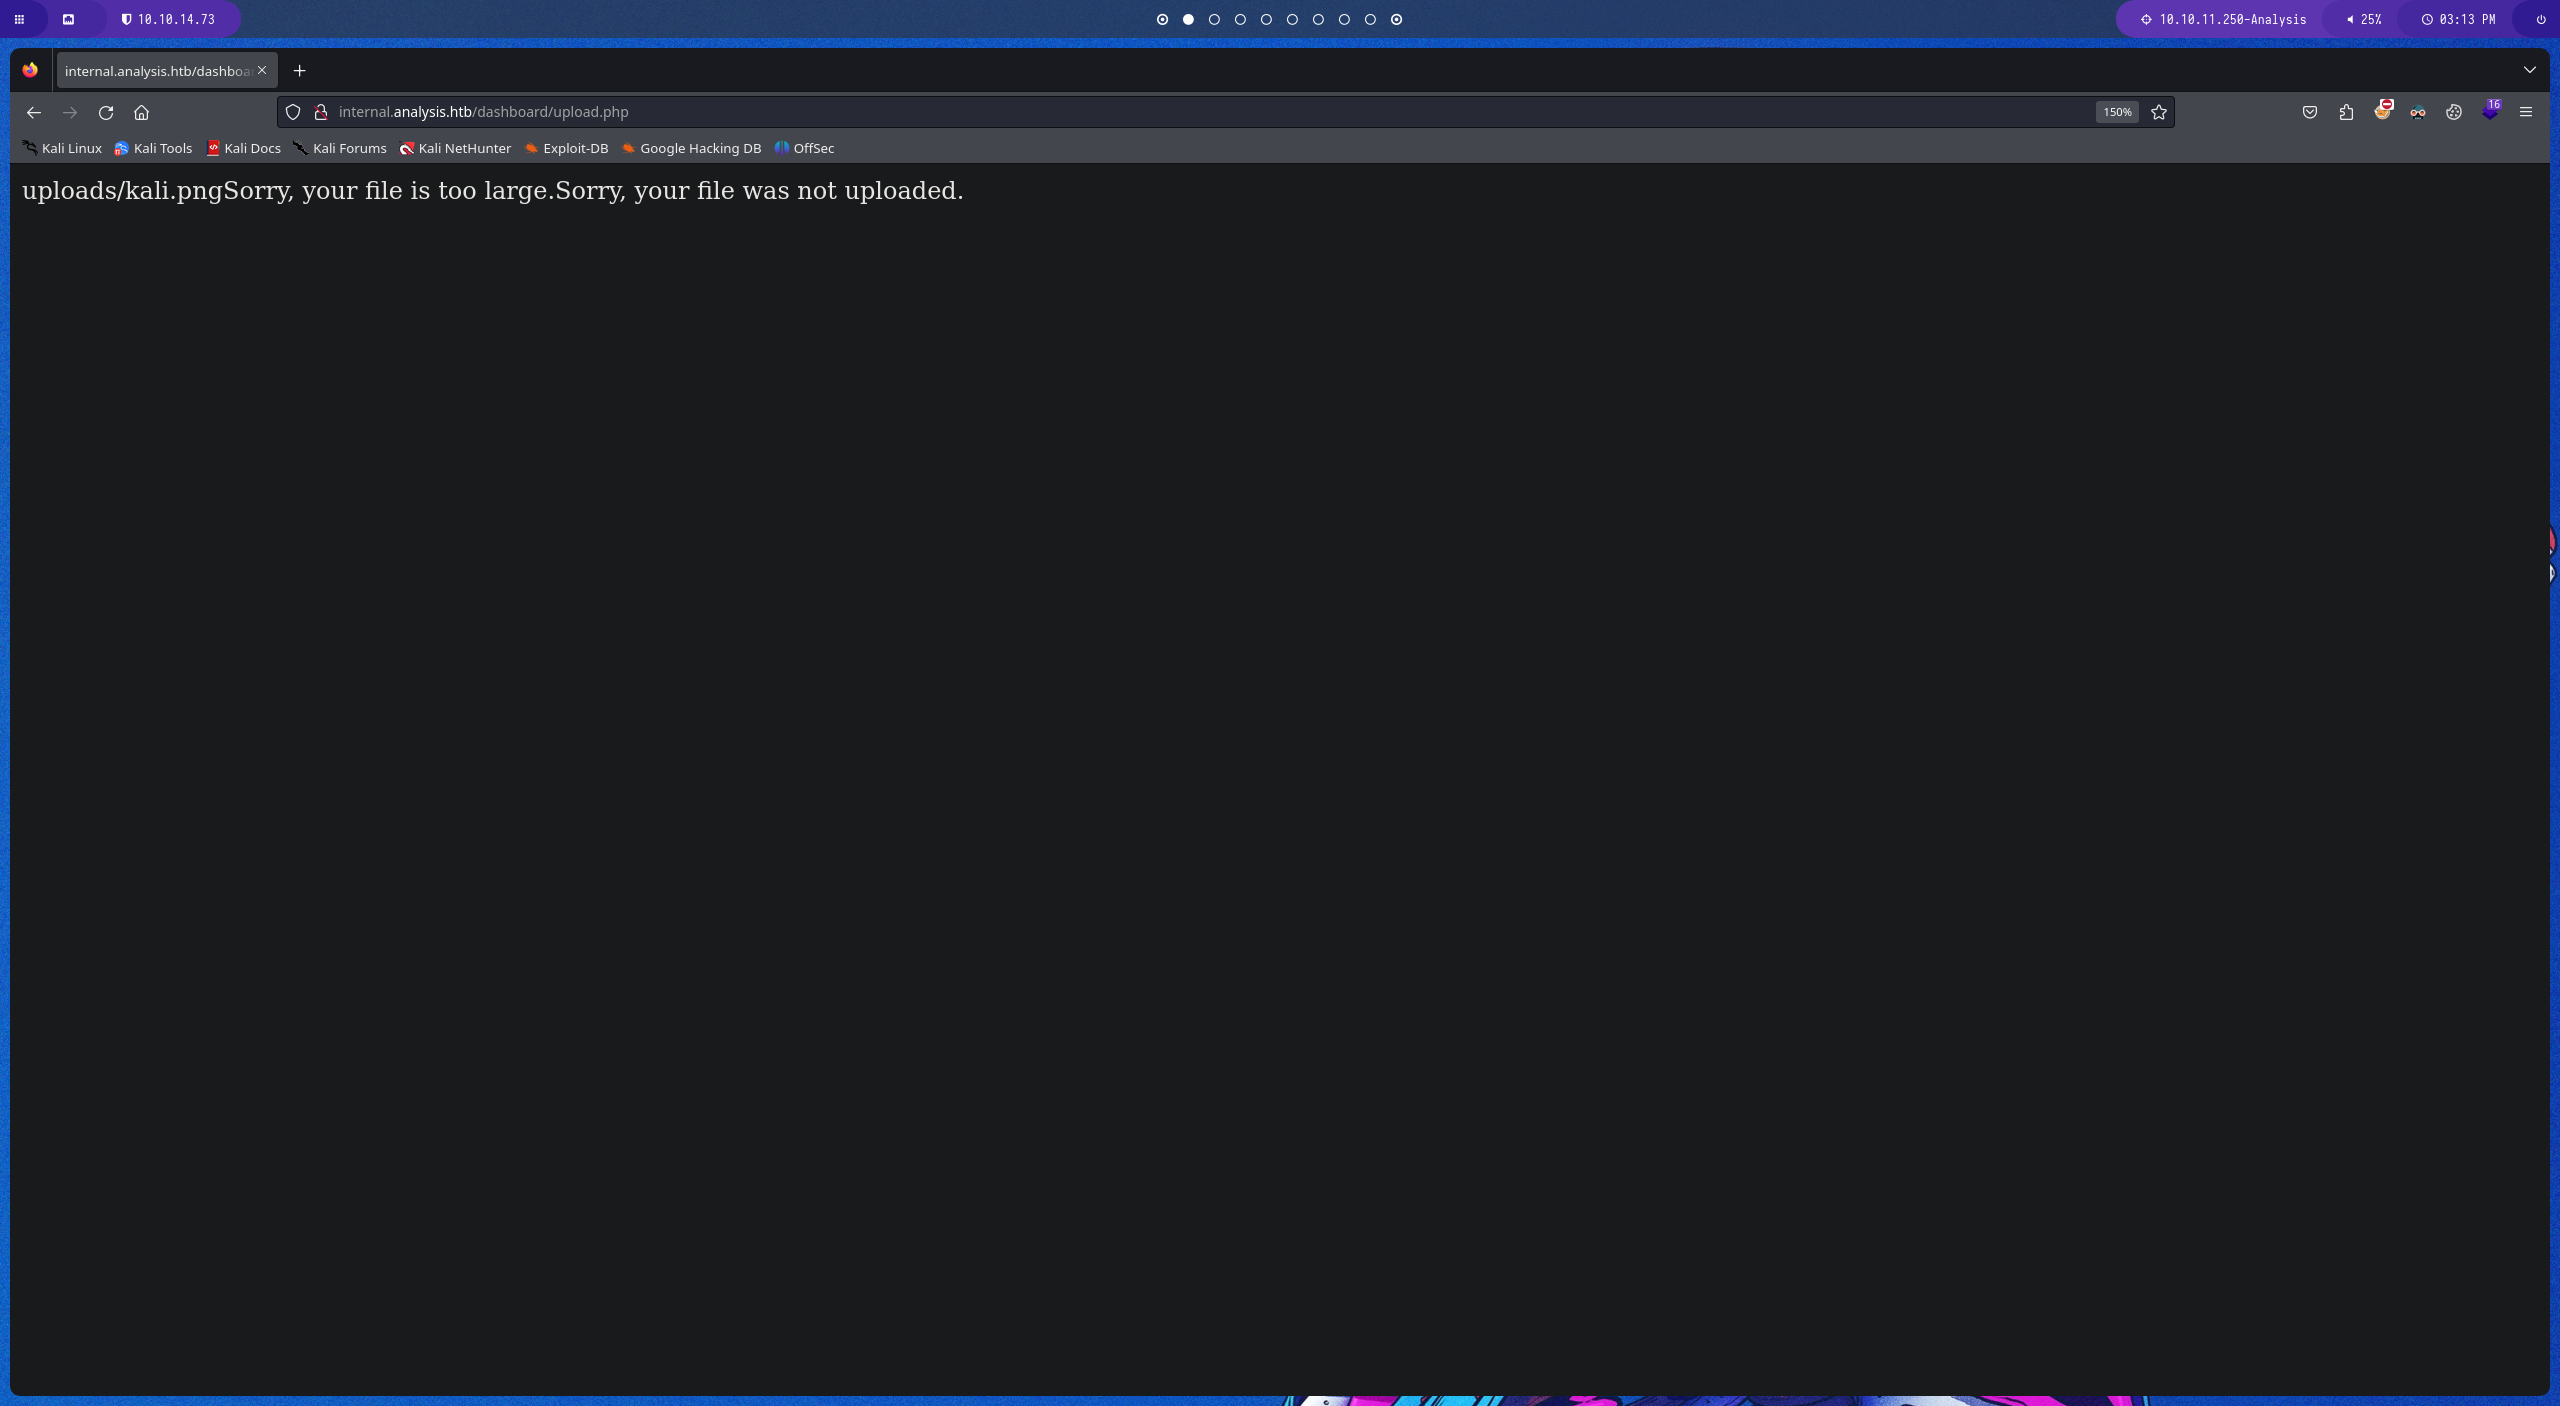 10.10.14.73
10.10.11.250-Analysis 25% 03:13 PM
internal.analysis.htb/dashboa
internal.analysis.htb/dashboard/upload.php 150% 16
Kali Linux Kali Tools Kali Docs Kali Forums Kali NetHunter Exploit-DB Google Hacking DB OffSec
uploads/kali.pngSorry, your file is too large.Sorry, your file was not uploaded.